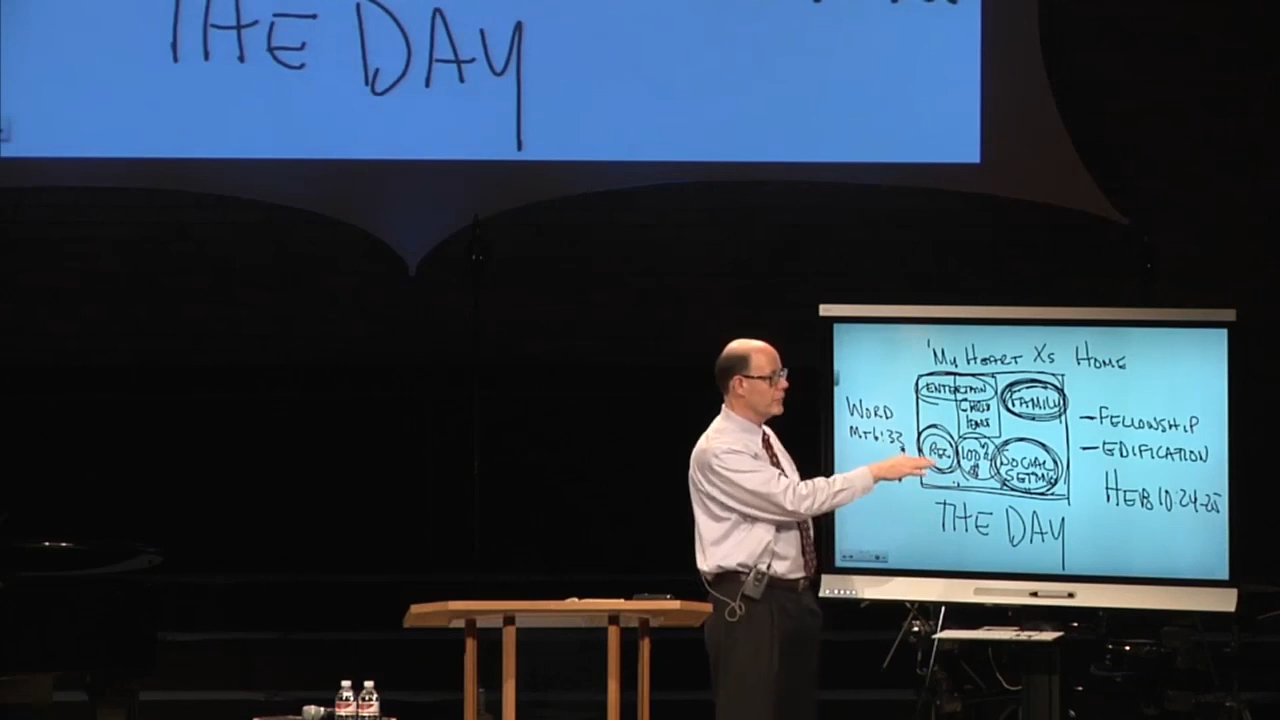 THE DAY
'My HEART Xs HOME
ENTERTAIN
FAMILY
WORD
MT 6:33
REC
100%
SOCIAL
SETTING
-FELLOWSHIP
-EDIFICATION
HEB 10:24-25
THE DAY